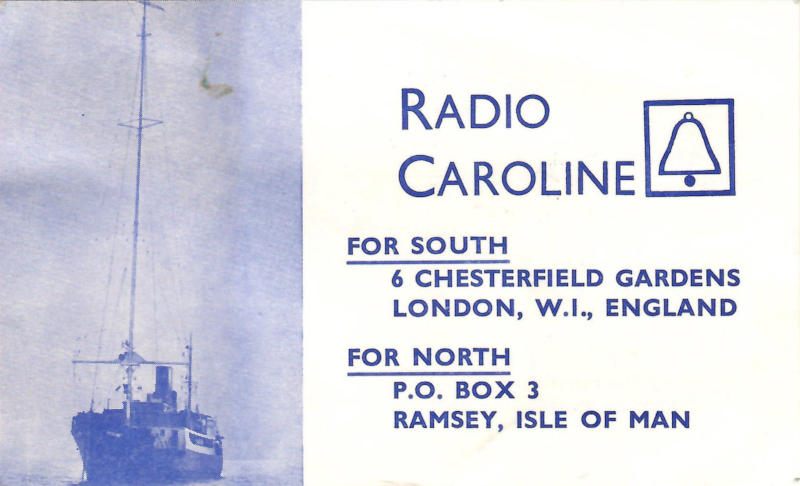 RADIO
CAROLINE
FOR SOUTH
6 CHESTERFIELD GARDENS
LONDON, W.I., ENGLAND
FOR NORTH
P.O. BOX 3
RAMSEY, ISLE OF MAN